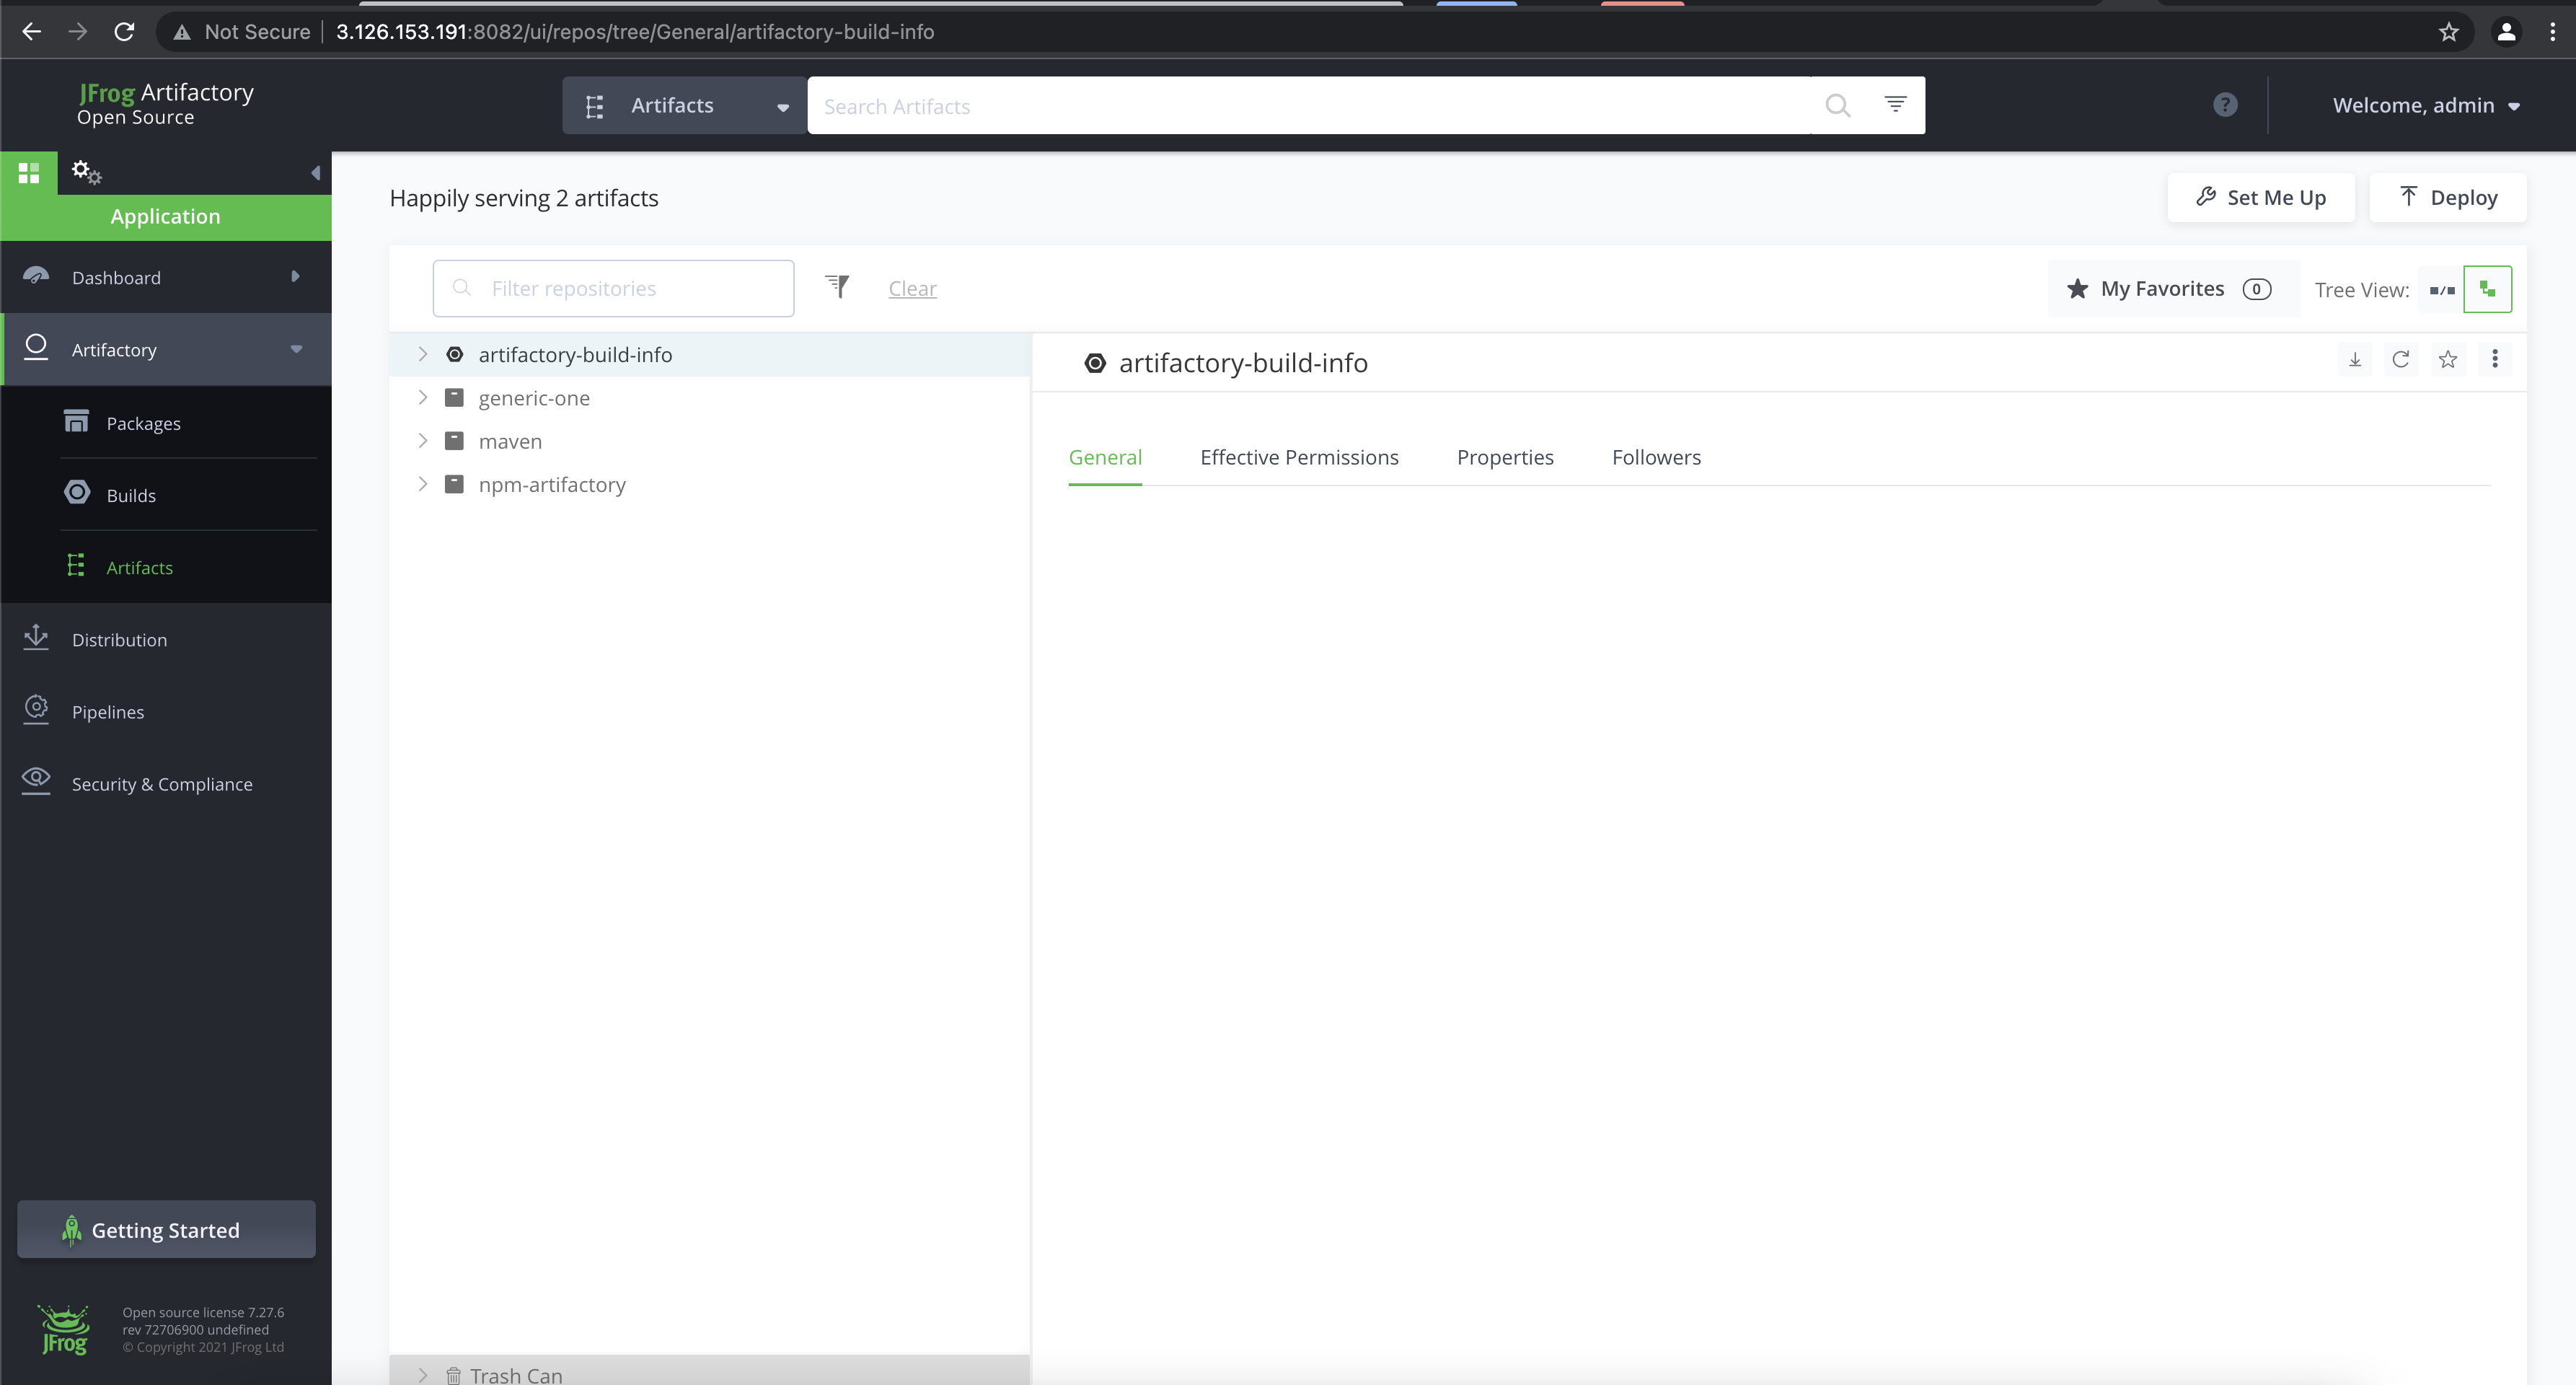 Not Secure 3.126.153.191:8082/ui/repos/tree/General/artifactory-build-info
JFrog Artifactory
Open Source
Artifacts
Search Artifacts
?
Welcome, admin
Application
Happily serving 2 artifacts
Set Me Up
Deploy
Dashboard
Filter repositories
Clear
My Favorites 0
Tree View:
Artifactory
artifactory-build-info
generic-one
maven
npm-artifactory
artifactory-build-info
General
Effective Permissions
Properties
Followers
Packages
Builds
Artifacts
Distribution
Pipelines
Security & Compliance
Getting Started
JFrog
Open source license 7.27.6
rev 72706900 undefined
© Copyright 2021 JFrog Ltd
Trash Can